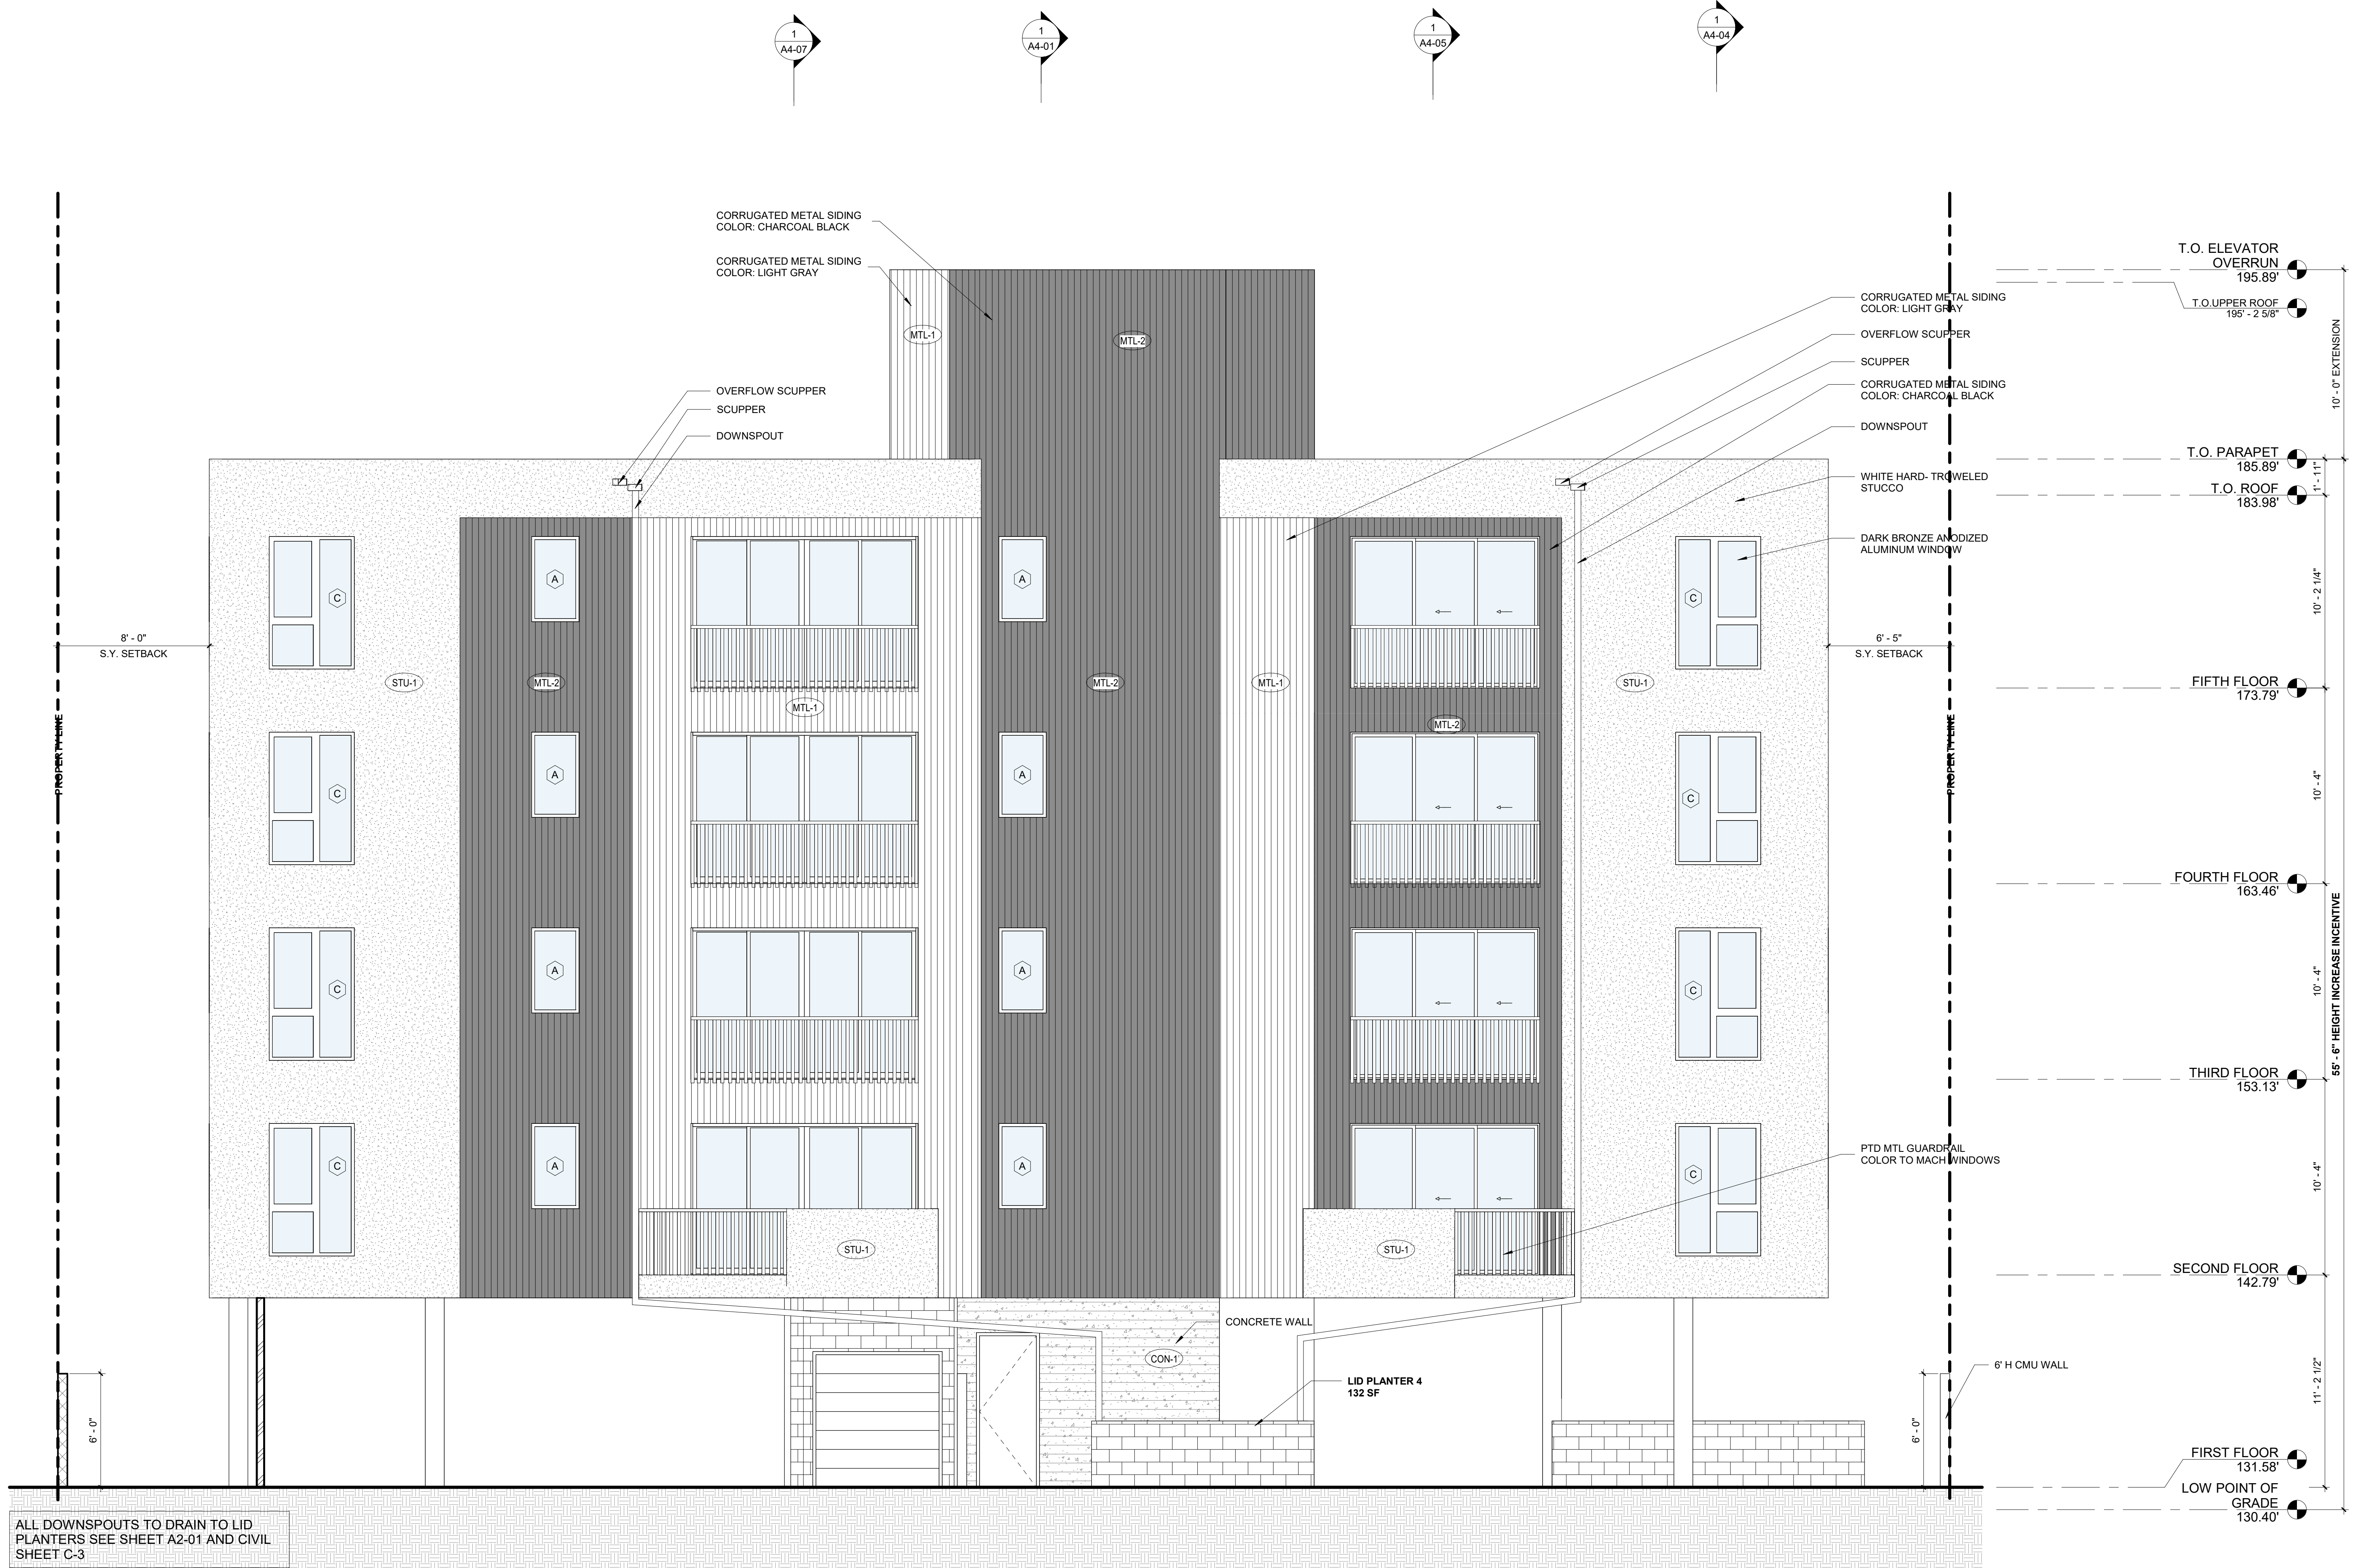 1
A4-07
1
A4-01
1
A4-05
1
A4-04
CORRUGATED METAL SIDING
COLOR: CHARCOAL BLACK
CORRUGATED METAL SIDING
COLOR: LIGHT GRAY
OVERFLOW SCUPPER
SCUPPER
DOWNSPOUT
CORRUGATED METAL SIDING
COLOR: LIGHT GRAY
OVERFLOW SCUPPER
SCUPPER
CORRUGATED METAL SIDING
COLOR: CHARCOAL BLACK
DOWNSPOUT
WHITE HARD- TROWELED
STUCCO
DARK BRONZE ANODIZED
ALUMINUM WINDOW
T.O. ELEVATOR
OVERRUN
195.89'
T.O.UPPER ROOF
195' - 2 5/8"
10' - 0" EXTENSION
T.O. PARAPET
185.89'
1' - 11"
T.O. ROOF
183.98'
10' - 2 1/4"
FIFTH FLOOR
173.79'
10' - 4"
FOURTH FLOOR
163.46'
10' - 4"
55' - 6" HEIGHT INCREASE INCENTIVE
THIRD FLOOR
153.13'
10' - 4"
SECOND FLOOR
142.79'
11' - 2 1/2"
FIRST FLOOR
131.58'
LOW POINT OF
GRADE
130.40'
MTL-1
MTL-2
C
A
A
C
8' - 0"
S.Y. SETBACK
6' - 5"
S.Y. SETBACK
STU-1
MTL-2
MTL-1
MTL-2
MTL-1
MTL-2
STU-1
PROPERTY LINE
PROPERTY LINE
C
A
A
C
C
A
A
C
C
A
A
C
PTD MTL GUARDRAIL
COLOR TO MACH WINDOWS
STU-1
STU-1
CONCRETE WALL
CON-1
LID PLANTER 4
132 SF
6' H CMU WALL
6' - 0"
6' - 0"
ALL DOWNSPOUTS TO DRAIN TO LID
PLANTERS SEE SHEET A2-01 AND CIVIL
SHEET C-3